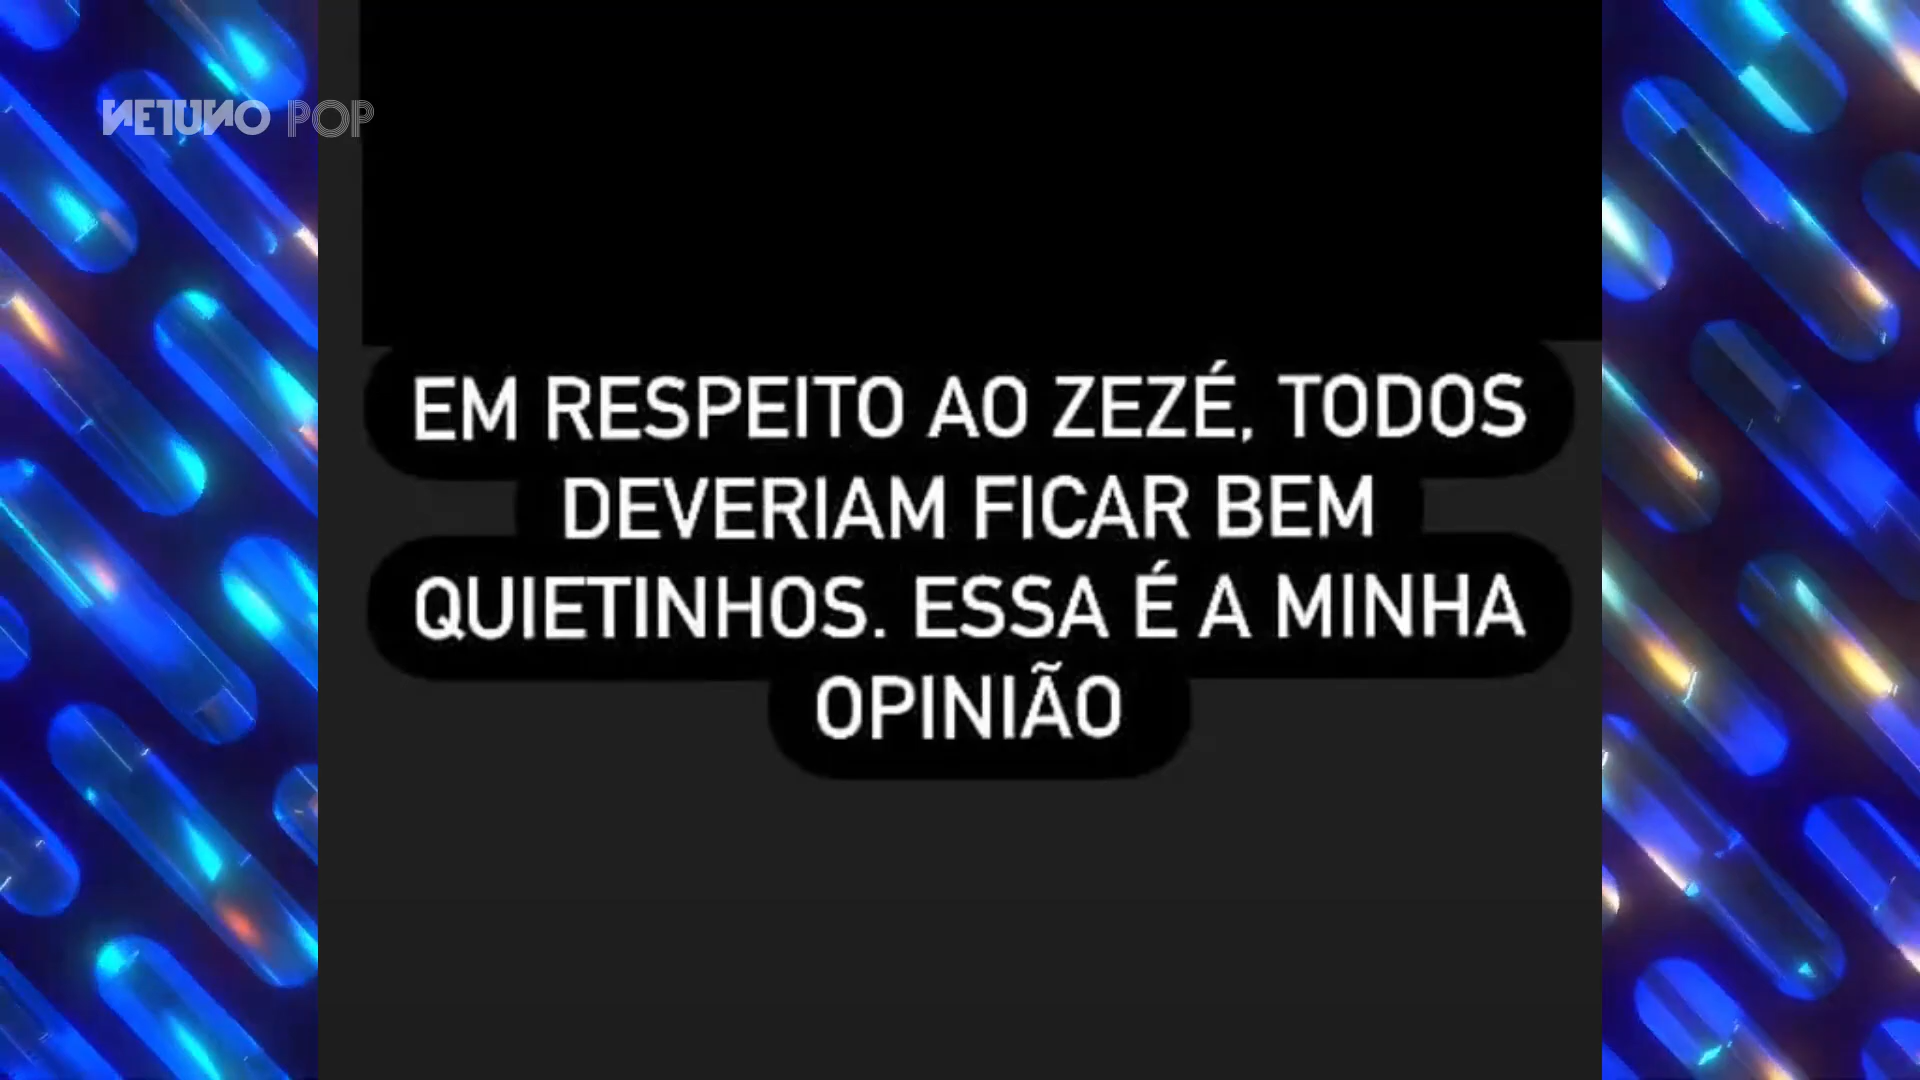 NETUNO POP
EM RESPEITO AO ZEZÉ, TODOS
DEVERIAM FICAR BEM
QUIETINHOS. ESSA É A MINHA
OPINIÃO